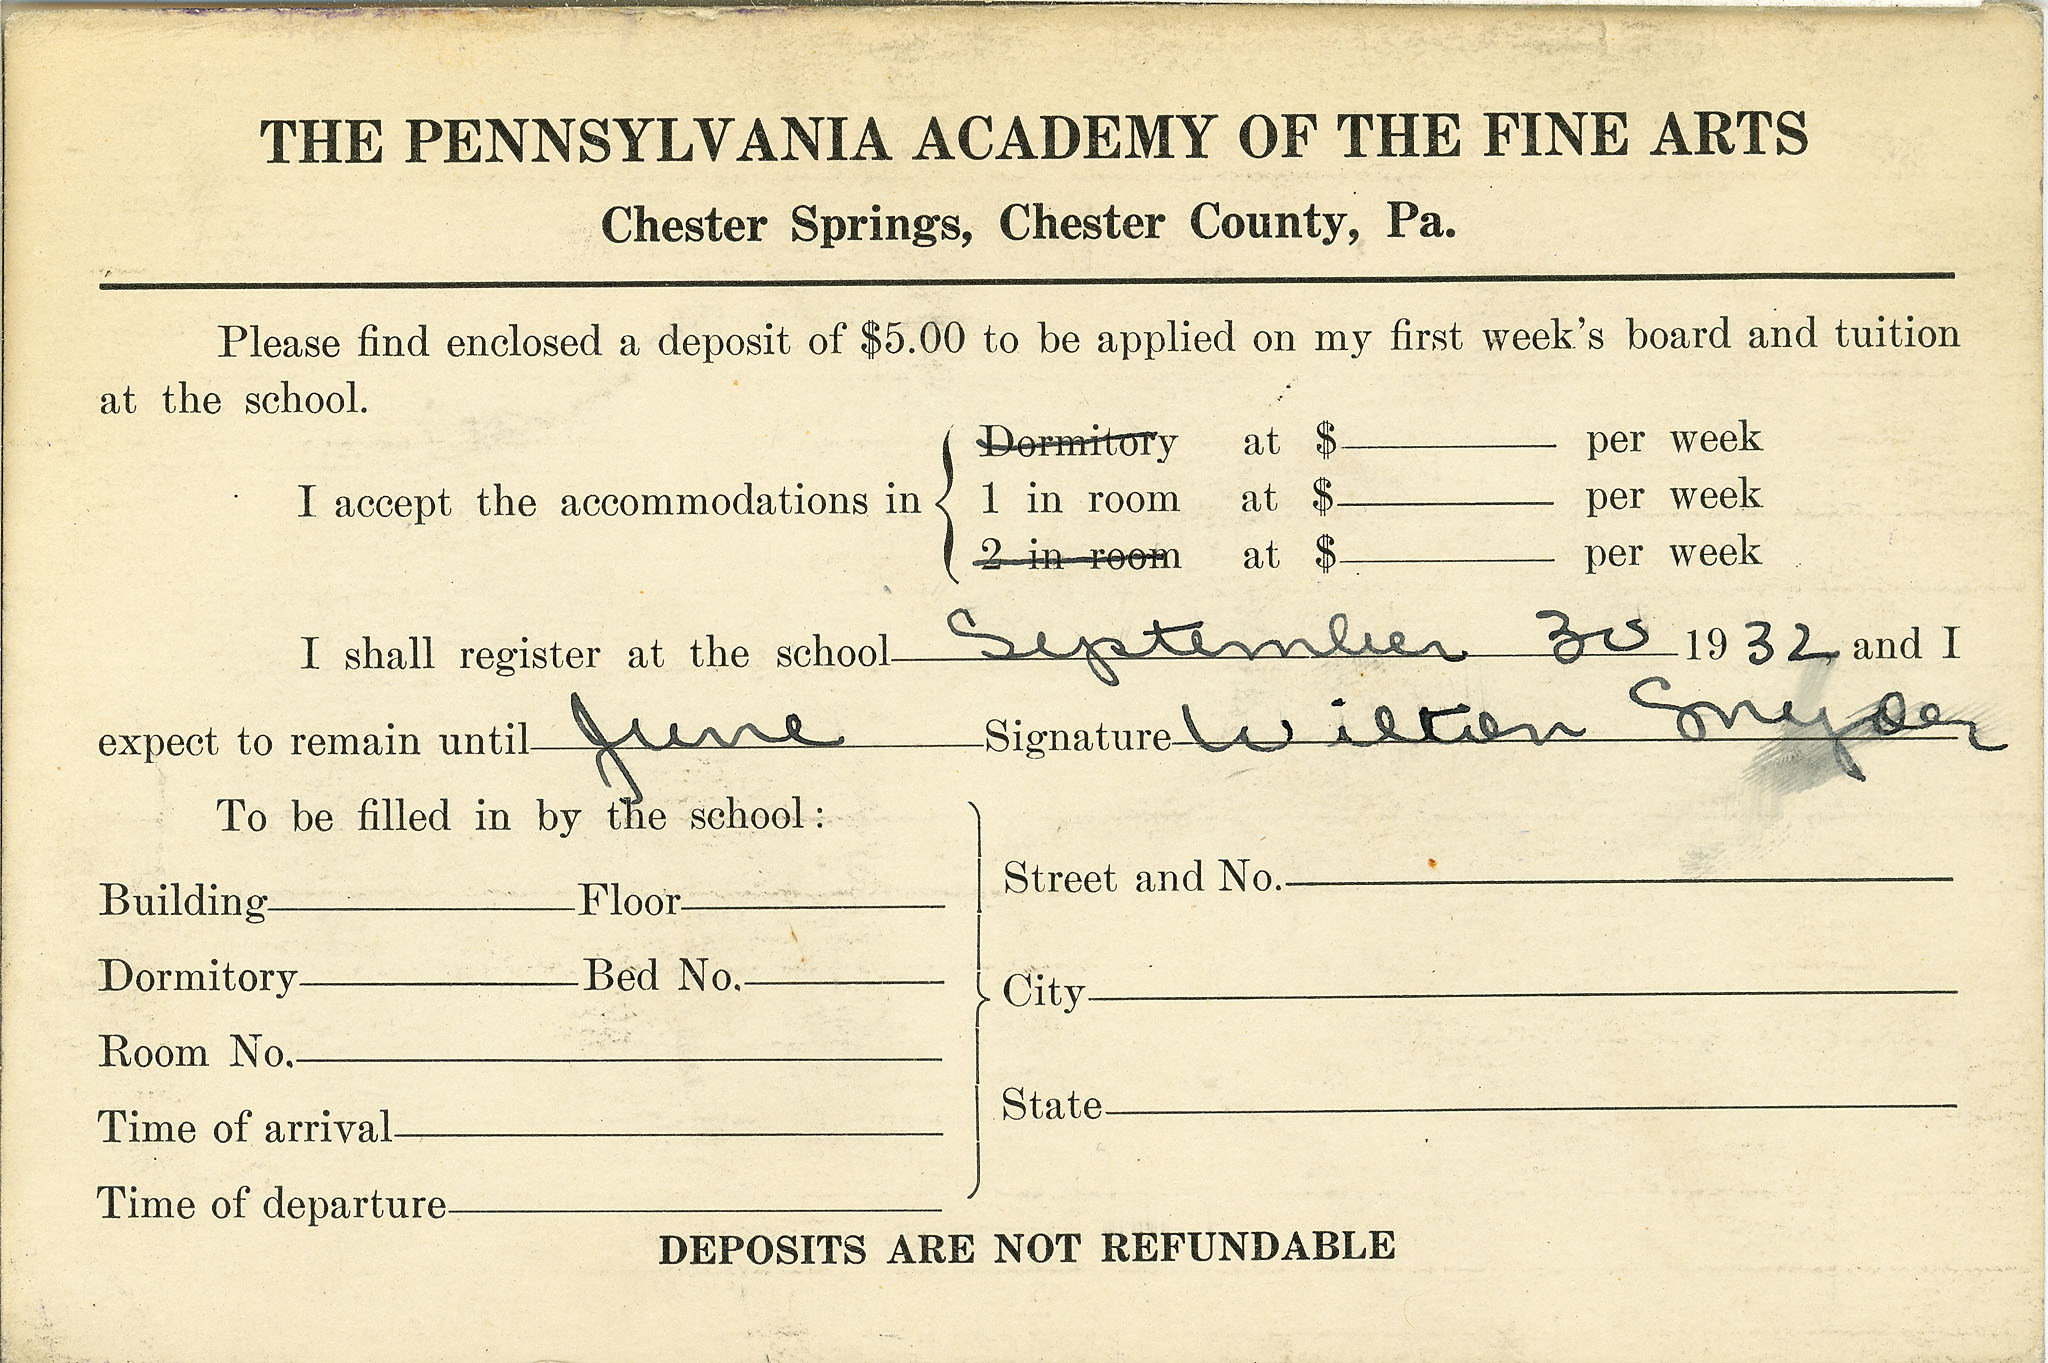 THE PENNSYLVANIA ACADEMY OF THE FINE ARTS
Chester Springs, Chester County, Pa.
Please find enclosed a deposit of $5.00 to be applied on my first week's board and tuition
at the school.
Dormitory at $ per week
I accept the accommodations in 1 in room at $ per week
2 in room at $ per week
I shall register at the school September 30 1932 and I
expect to remain until June Signature Wilton Snyder
To be filled in by the school:
Street and No.
Building Floor
Dormitory Bed No.
City
Room No.
State
Time of arrival
Time of departure
DEPOSITS ARE NOT REFUNDABLE